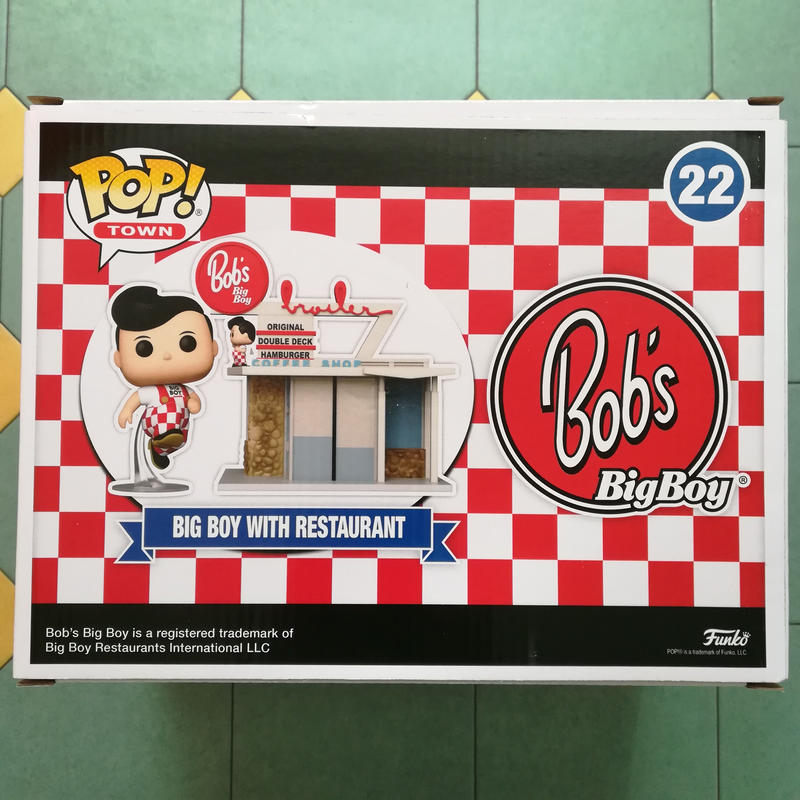 POP!®
TOWN
22
Bob's
Big
Boy
broiler
ORIGINAL
DOUBLE DECK
HAMBURGER
COFFEE SHOP
BIG
BOY
Bob's
BigBoy®
BIG BOY WITH RESTAURANT
Bob's Big Boy is a registered trademark of
Big Boy Restaurants International LLC
Funko
POP!® is a trademark of Funko, LLC